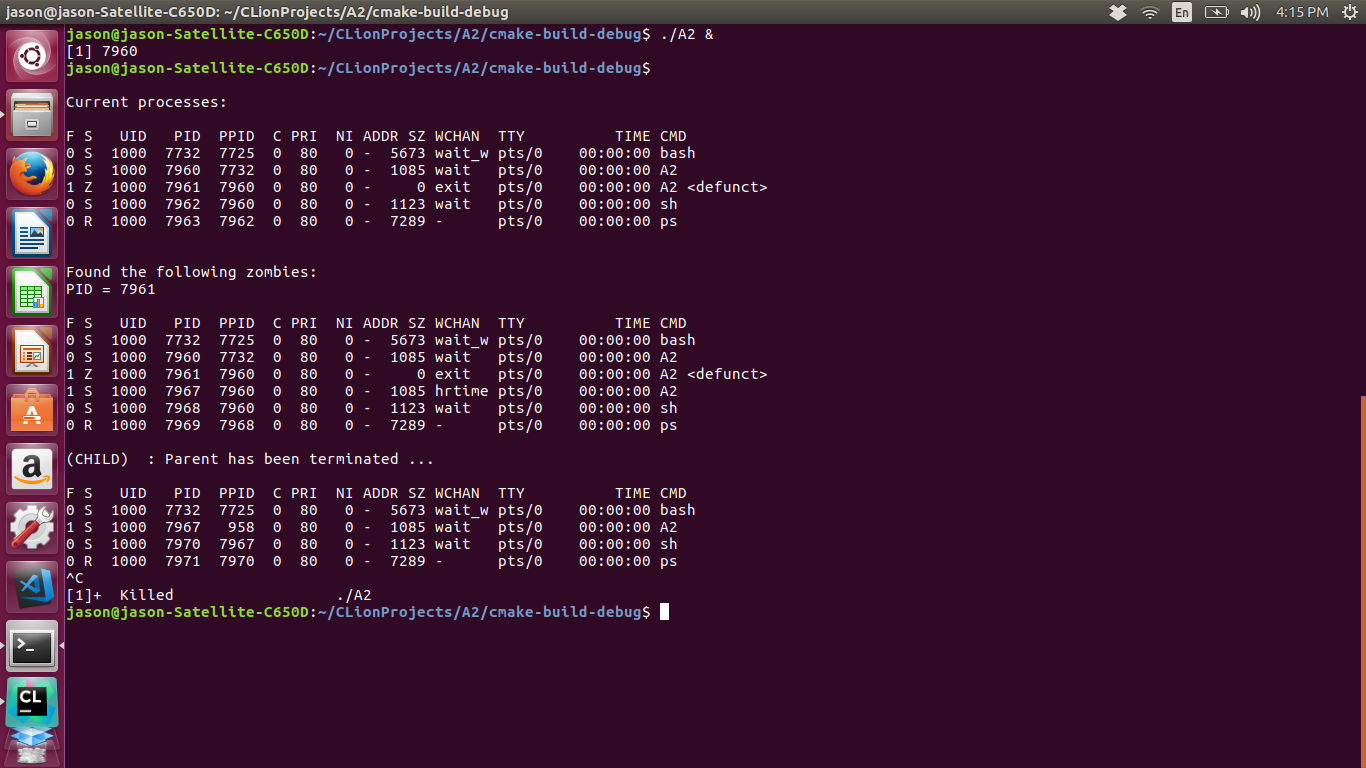 jason@jason-Satellite-C650D: ~/CLionProjects/A2/cmake-build-debug En 4:15 PM
jason@jason-Satellite-C650D:~/CLionProjects/A2/cmake-build-debug$ ./A2 &
[1] 7960
jason@jason-Satellite-C650D:~/CLionProjects/A2/cmake-build-debug$
Current processes:
F S   UID   PID  PPID  C PRI  NI ADDR SZ WCHAN  TTY          TIME CMD
0 S  1000  7732  7725  0  80   0 -  5673 wait_w pts/0    00:00:00 bash
0 S  1000  7960  7732  0  80   0 -  1085 wait   pts/0    00:00:00 A2
1 Z  1000  7961  7960  0  80   0 -     0 exit   pts/0    00:00:00 A2 <defunct>
0 S  1000  7962  7960  0  80   0 -  1123 wait   pts/0    00:00:00 sh
0 R  1000  7963  7962  0  80   0 -  7289 -      pts/0    00:00:00 ps
Found the following zombies:
PID = 7961
F S   UID   PID  PPID  C PRI  NI ADDR SZ WCHAN  TTY          TIME CMD
0 S  1000  7732  7725  0  80   0 -  5673 wait_w pts/0    00:00:00 bash
0 S  1000  7960  7732  0  80   0 -  1085 wait   pts/0    00:00:00 A2
1 Z  1000  7961  7960  0  80   0 -     0 exit   pts/0    00:00:00 A2 <defunct>
1 S  1000  7967  7960  0  80   0 -  1085 hrtime pts/0    00:00:00 A2
0 S  1000  7968  7960  0  80   0 -  1123 wait   pts/0    00:00:00 sh
0 R  1000  7969  7968  0  80   0 -  7289 -      pts/0    00:00:00 ps
(CHILD)  : Parent has been terminated ...
F S   UID   PID  PPID  C PRI  NI ADDR SZ WCHAN  TTY          TIME CMD
0 S  1000  7732  7725  0  80   0 -  5673 wait_w pts/0    00:00:00 bash
1 S  1000  7967   958  0  80   0 -  1085 wait   pts/0    00:00:00 A2
0 S  1000  7970  7967  0  80   0 -  1123 wait   pts/0    00:00:00 sh
0 R  1000  7971  7970  0  80   0 -  7289 -      pts/0    00:00:00 ps
^C
[1]+  Killed                  ./A2
jason@jason-Satellite-C650D:~/CLionProjects/A2/cmake-build-debug$
A
a
>_
CL